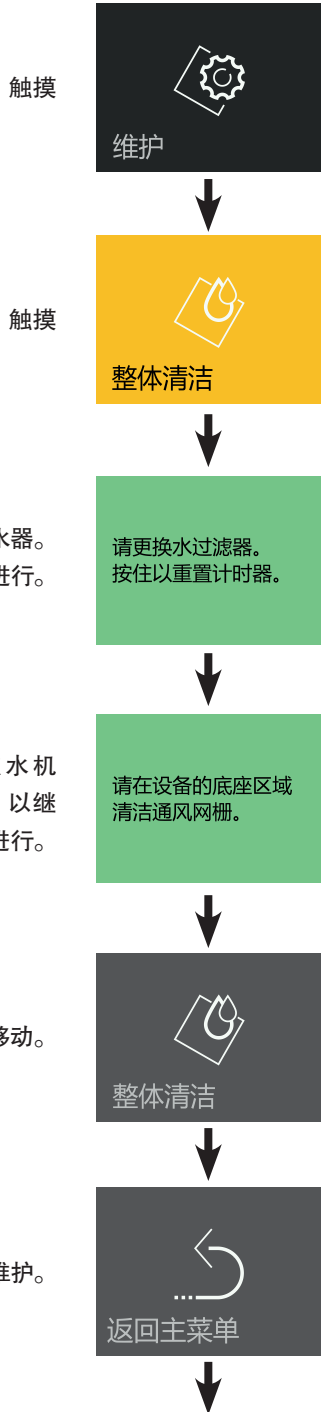 触摸
维护
触摸
整体清洁
水器。
进行。
请更换水过滤器。
按住以重置计时器。
水机
以继
进行。
请在设备的底座区域
清洁通风网栅。
移动。
整体清洁
维护。
返回主菜单